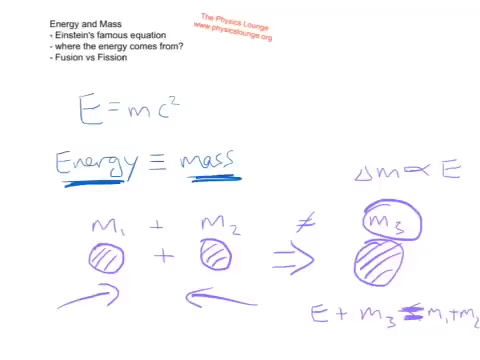 Energy and Mass
- Einstein's famous equation
- where the energy comes from?
- Fusion vs Fission
The Physics Lounge
www.physicslounge.org
E = mc²
Energy ≡ mass
Δm ∝ E
m₁ + m₂ ≠ m₃
+ ⇒
E + m₃ = m₁ + m₂